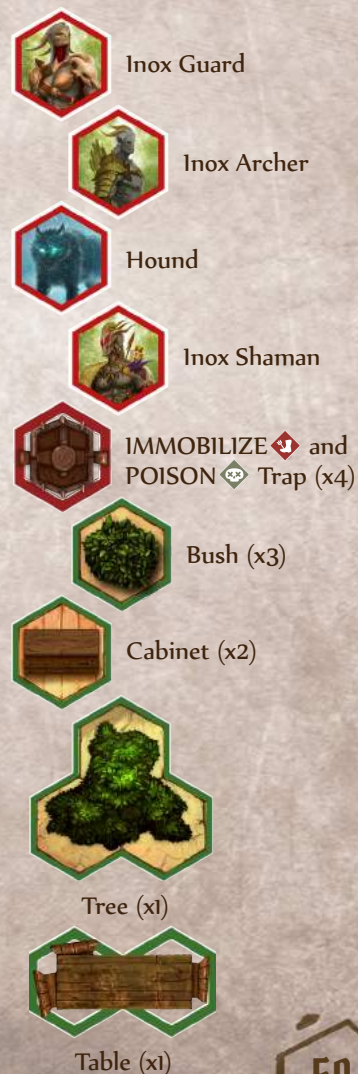 Inox Guard
Inox Archer
Hound
Inox Shaman
IMMOBILIZE and
POISON Trap (x4)
Bush (x3)
Cabinet (x2)
Tree (x1)
Table (x1)